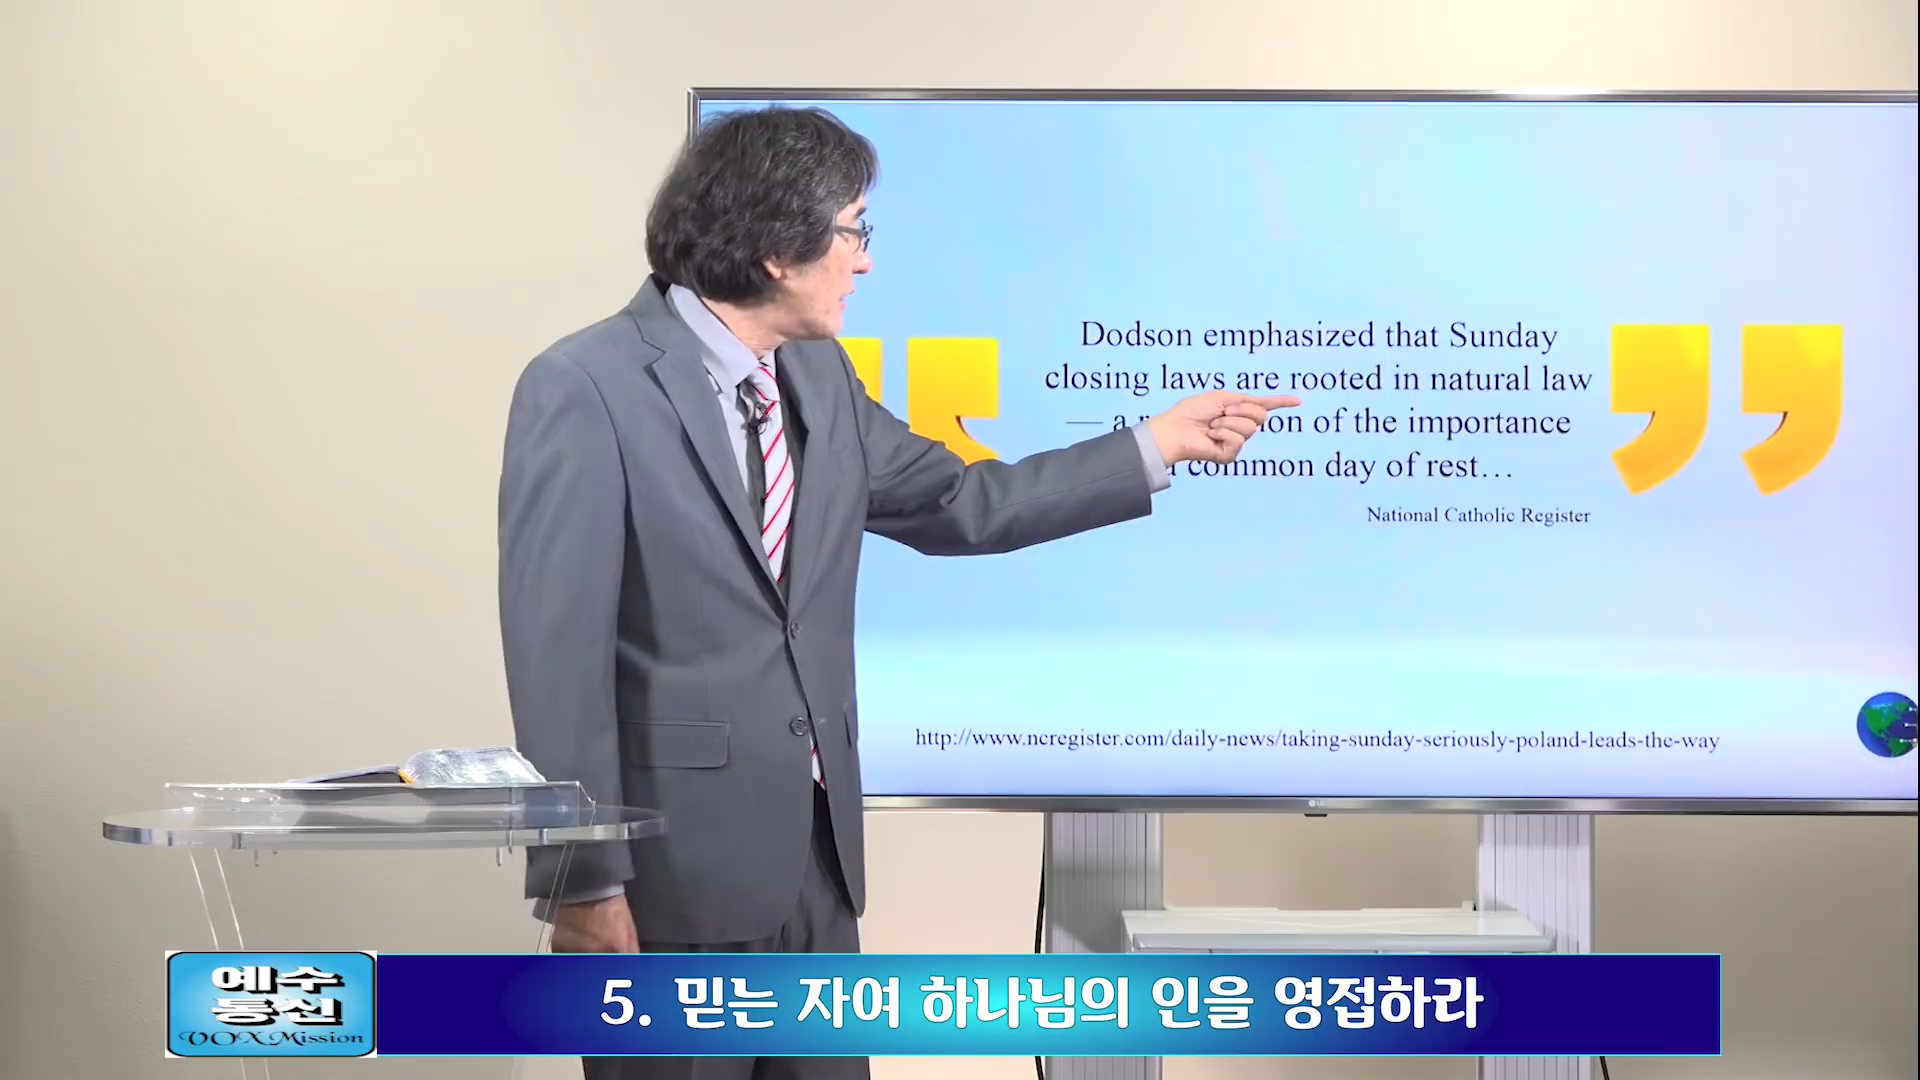 Dodson emphasized that Sunday
closing laws are rooted in natural law
— a of the importance
common day of rest…
National Catholic Register
http://www.ncregister.com/daily-news/taking-sunday-seriously-poland-leads-the-way
LG
예수
통신
VOX Mission
5. 믿는 자여 하나님의 인을 영접하라